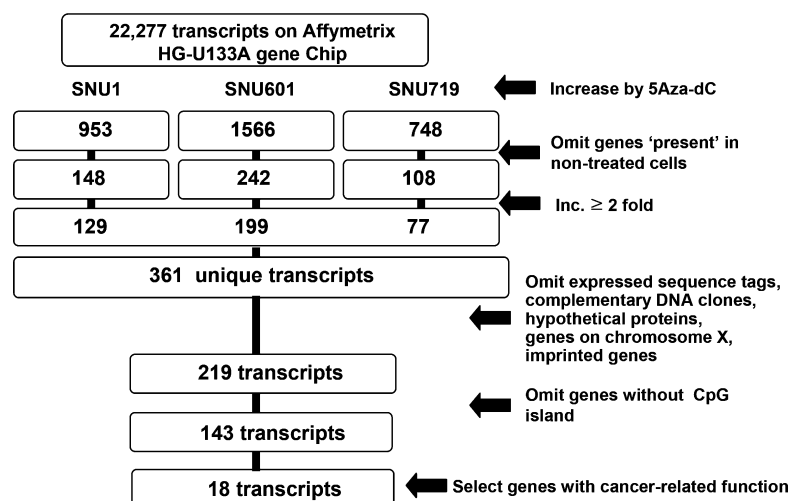 22,277 transcripts on Affymetrix
HG-U133A gene Chip
SNU1 SNU601 SNU719
Increase by 5Aza-dC
953 1566 748
Omit genes ‘present’ in
non-treated cells
148 242 108
Inc. ≥ 2 fold
129 199 77
361 unique transcripts
Omit expressed sequence tags,
complementary DNA clones,
hypothetical proteins,
genes on chromosome X,
imprinted genes
219 transcripts
Omit genes without CpG
island
143 transcripts
18 transcripts
Select genes with cancer-related function